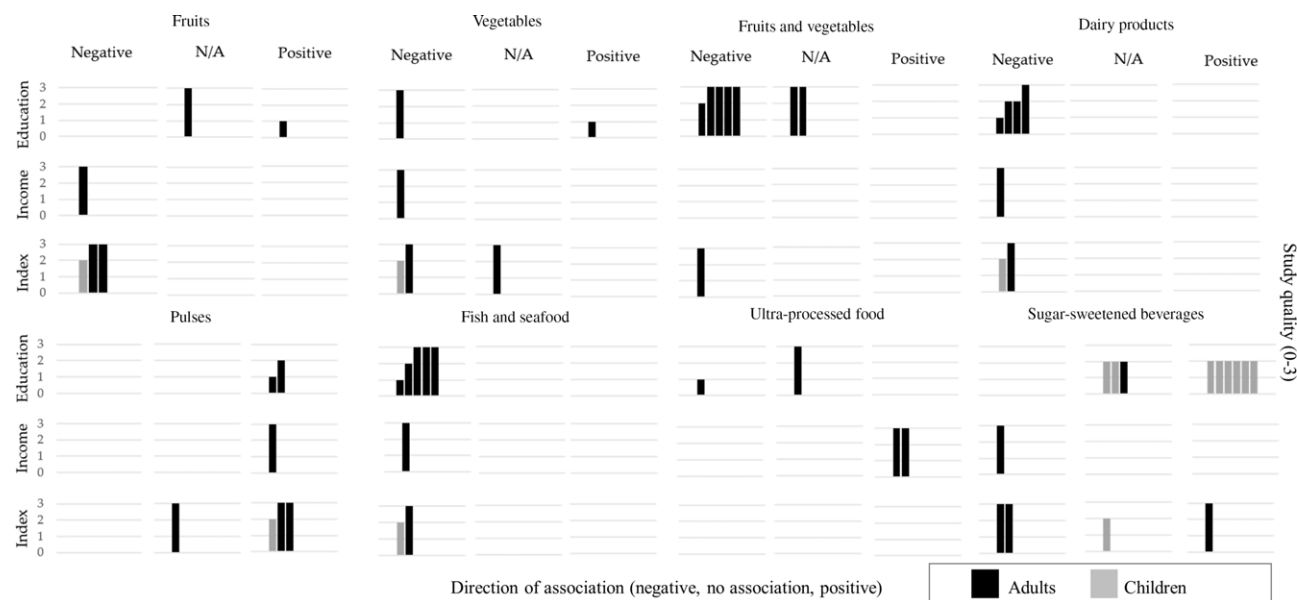 Fruits Vegetables Fruits and vegetables Dairy products
Negative N/A Positive Negative N/A Positive Negative N/A Positive Negative N/A Positive
Education 3
2
1
0
Income 3
2
1
0
Index 3
2
1
0
Study quality (0-3)
Pulses Fish and seafood Ultra-processed food Sugar-sweetened beverages
Education 3
2
1
0
Income 3
2
1
0
Index 3
2
1
0
Direction of association (negative, no association, positive)
Adults Children